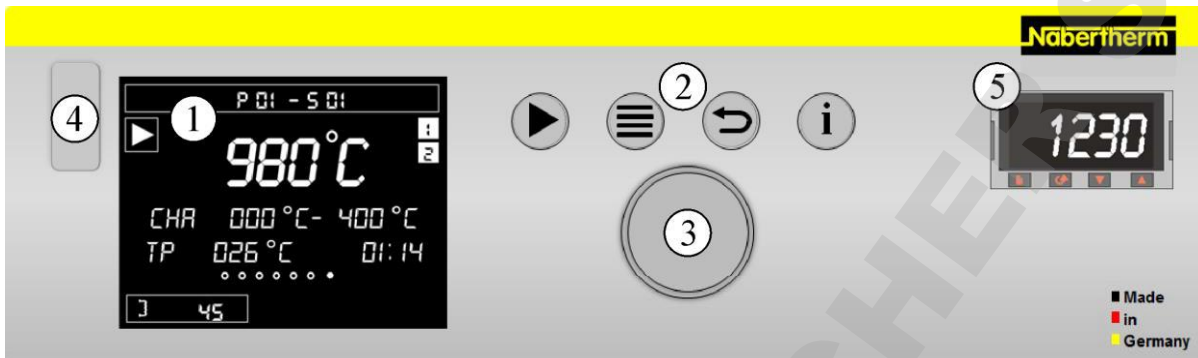 Nabertherm
4
1
P01 - S01
1
2
980°C
CHA 000°C- 400°C
TP 026°C 01:14
] 45
2
i
3
5
1230
Made
in
Germany